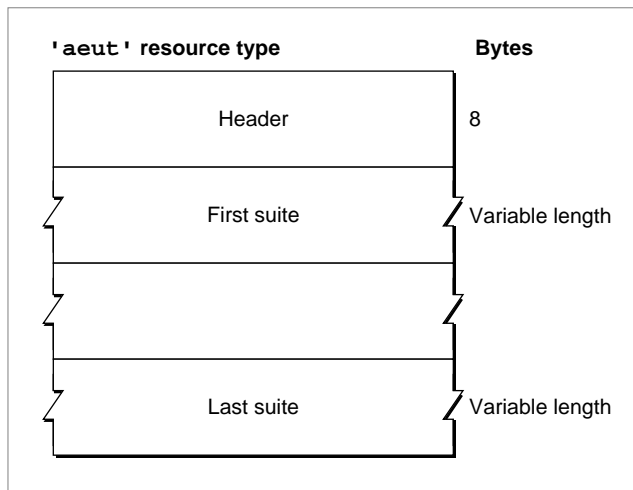 'aeut' resource type Bytes
Header 8
First suite Variable length
Last suite Variable length